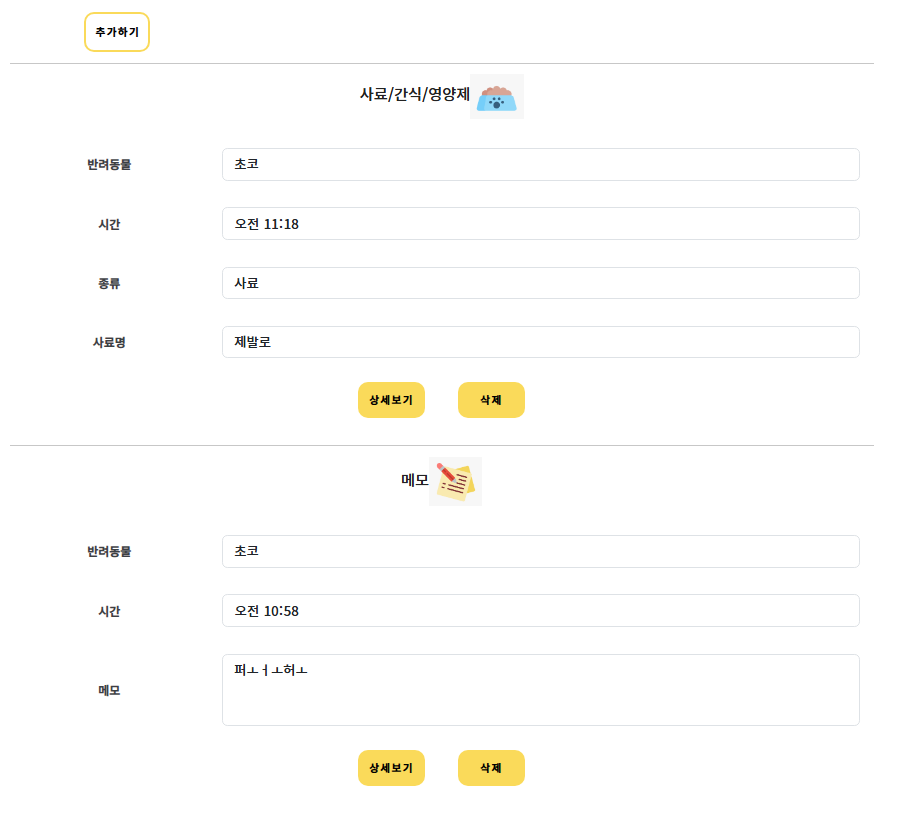 추가하기
사료/간식/영양제
반려동물 초코
시간 오전 11:18
종류 사료
사료명 제발로
상세보기 삭제
메모
반려동물 초코
시간 오전 10:58
메모 퍼ㅗㅓㅗ허ㅗ
상세보기 삭제